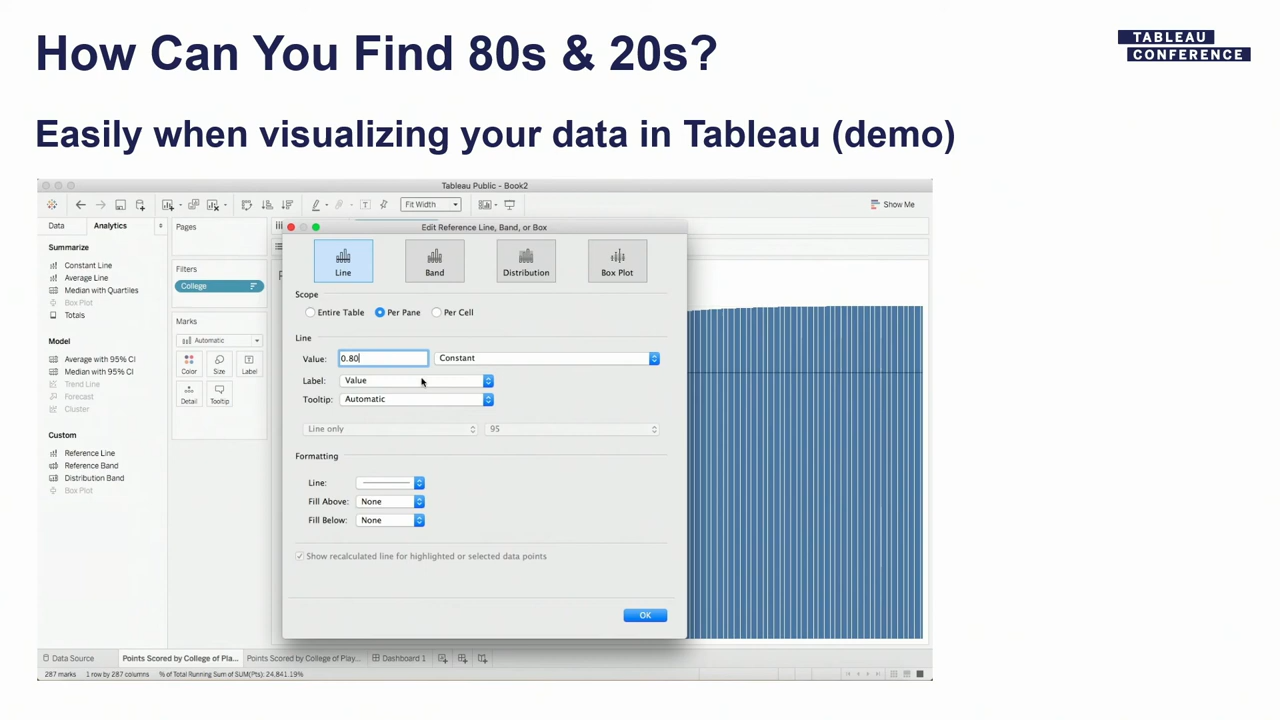 How Can You Find 80s & 20s?
TABLEAU
CONFERENCE
Easily when visualizing your data in Tableau (demo)
Tableau Public - Book2
Fit Width
Show Me
Data
Analytics
Pages
Summarize
Constant Line
Average Line
Median with Quartiles
Box Plot
Totals
Model
Average with 95% CI
Median with 95% CI
Trend Line
Forecast
Cluster
Custom
Reference Line
Reference Band
Distribution Band
Box Plot
Filters
College
Marks
Automatic
Color
Size
Label
Detail
Tooltip
Edit Reference Line, Band, or Box
Line
Band
Distribution
Box Plot
Scope
Entire Table
Per Pane
Per Cell
Line
Value:
0.80
Constant
Label:
Value
Tooltip:
Automatic
Line only
95
Formatting
Line:
Fill Above:
None
Fill Below:
None
Show recalculated line for highlighted or selected data points
OK
Data Source
Points Scored by College of Pla...
Points Scored by College of Play...
Dashboard 1
287 marks
1 row by 287 columns
% of Total Running Sum of SUM(Pts): 24,841.19%